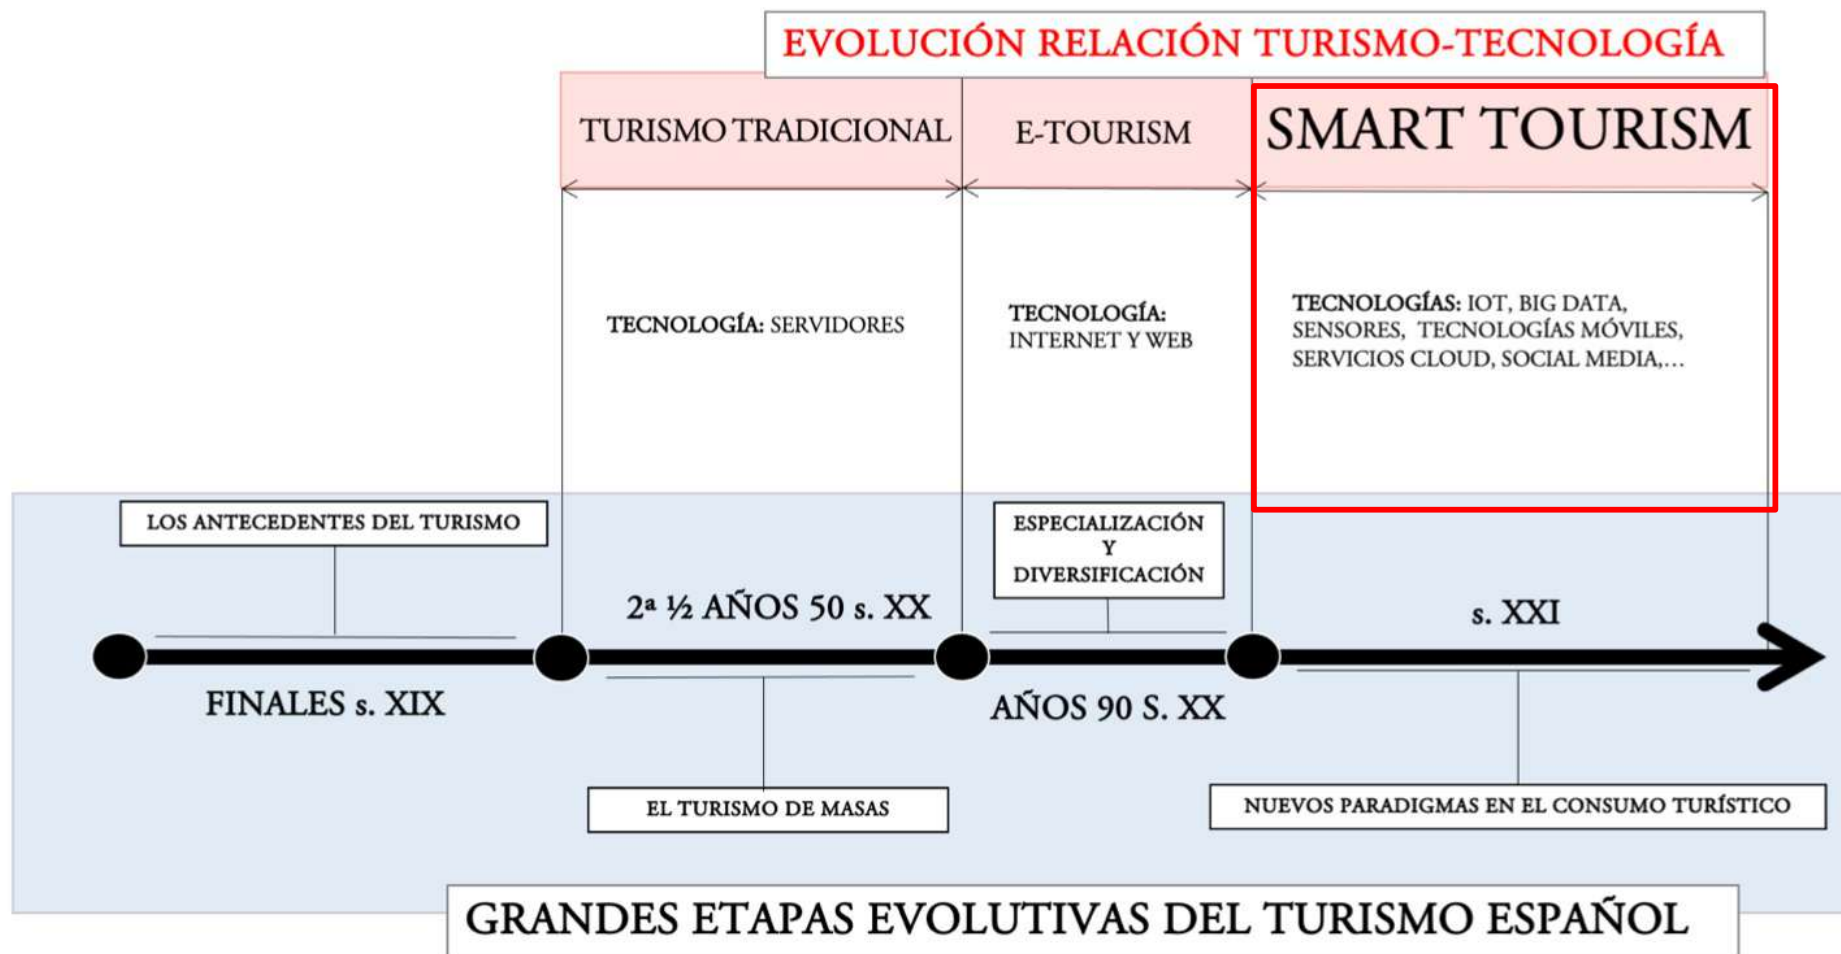 EVOLUCIÓN RELACIÓN TURISMO-TECNOLOGÍA
TURISMO TRADICIONAL
E-TOURISM
SMART TOURISM
TECNOLOGÍA: SERVIDORES
TECNOLOGÍA:
INTERNET Y WEB
TECNOLOGÍAS: IOT, BIG DATA,
SENSORES, TECNOLOGÍAS MÓVILES,
SERVICIOS CLOUD, SOCIAL MEDIA,...
LOS ANTECEDENTES DEL TURISMO
ESPECIALIZACIÓN
Y
DIVERSIFICACIÓN
2ª ½ AÑOS 50 s. XX
s. XXI
FINALES s. XIX
AÑOS 90 S. XX
EL TURISMO DE MASAS
NUEVOS PARADIGMAS EN EL CONSUMO TURÍSTICO
GRANDES ETAPAS EVOLUTIVAS DEL TURISMO ESPAÑOL